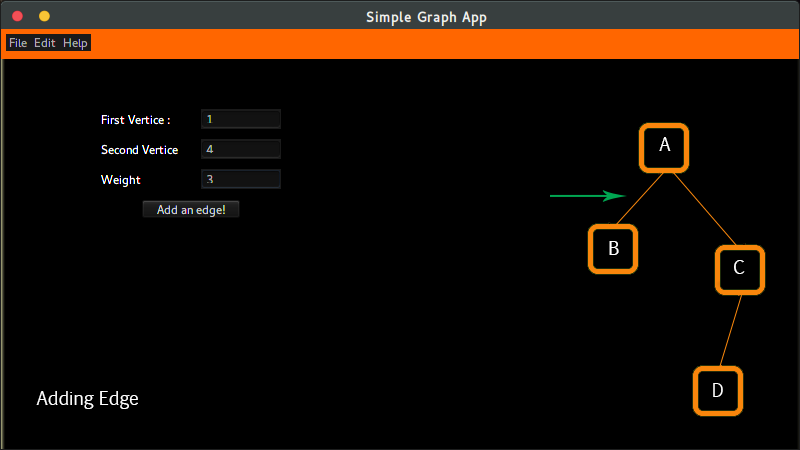 Simple Graph App
File Edit Help
First Vertice : 1
Second Vertice 4
Weight 3
Add an edge!
A
B
C
D
Adding Edge